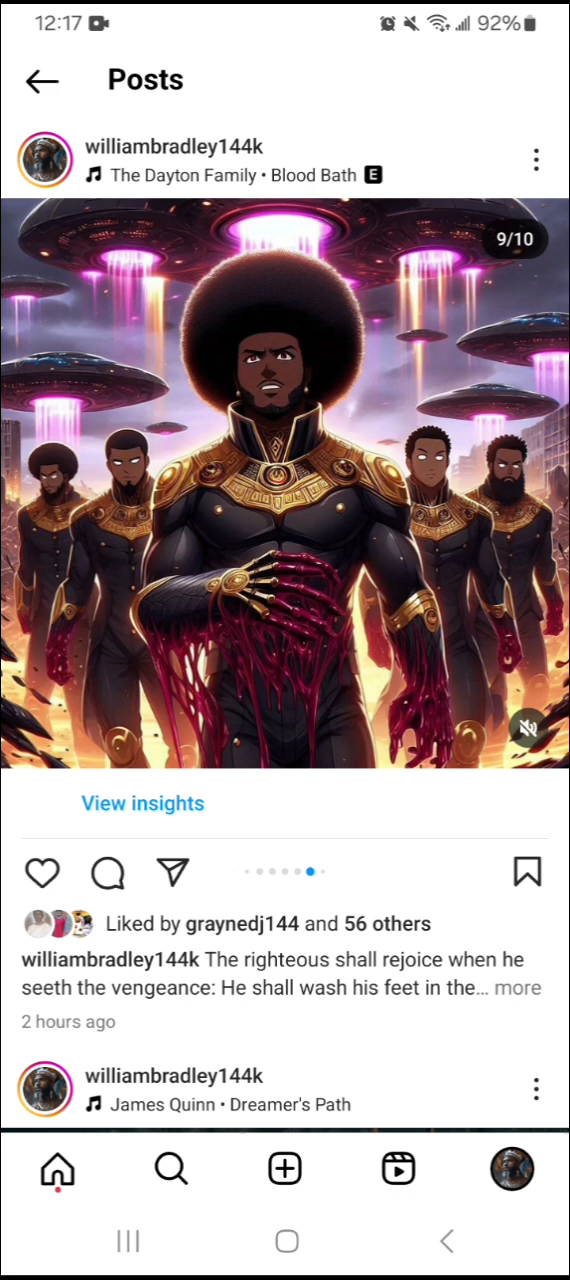 12:17 92%
Posts
williambradley144k
The Dayton Family • Blood Bath E
9/10
View insights
Liked by graynedj144 and 56 others
williambradley144k The righteous shall rejoice when he
seeth the vengeance: He shall wash his feet in the... more
2 hours ago
williambradley144k
James Quinn • Dreamer's Path